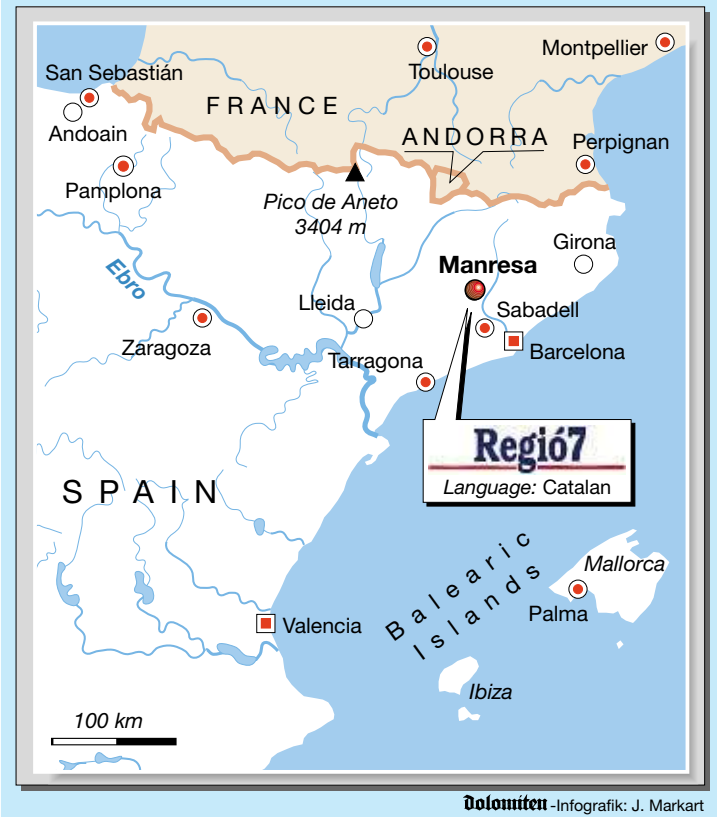 Montpellier
San Sebastián
Toulouse
FRANCE
Andoain
ANDORRA
Perpignan
Pamplona
Pico de Aneto
3404 m
Girona
Ebro
Manresa
Lleida
Sabadell
Zaragoza
Tarragona
Barcelona
Regió7
Language: Catalan
SPAIN
Balearic
Islands
Mallorca
Palma
Valencia
Ibiza
100 km
Dolomiten-Infografik: J. Markart